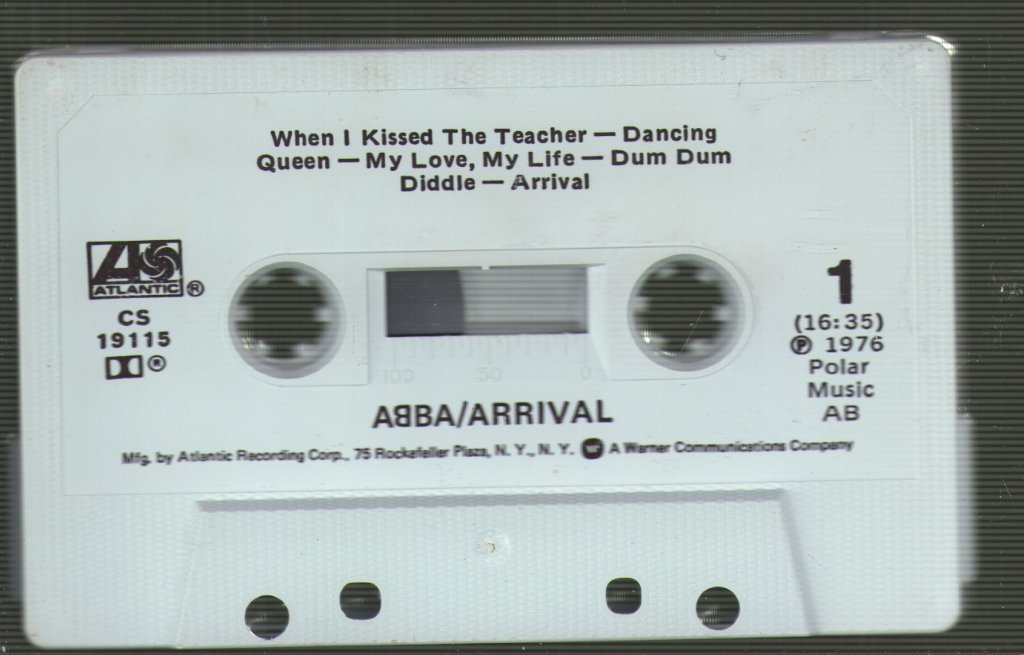 When I Kissed The Teacher — Dancing
Queen — My Love, My Life — Dum Dum
Diddle — Arrival
ATLANTIC ®
CS
19115
®
1
(16:35)
℗ 1976
Polar
Music
AB
100 50 0
AᗺBA/ARRIVAL
Mfg. by Atlantic Recording Corp., 75 Rockefeller Plaza, N. Y., N. Y. A Warner Communications Company